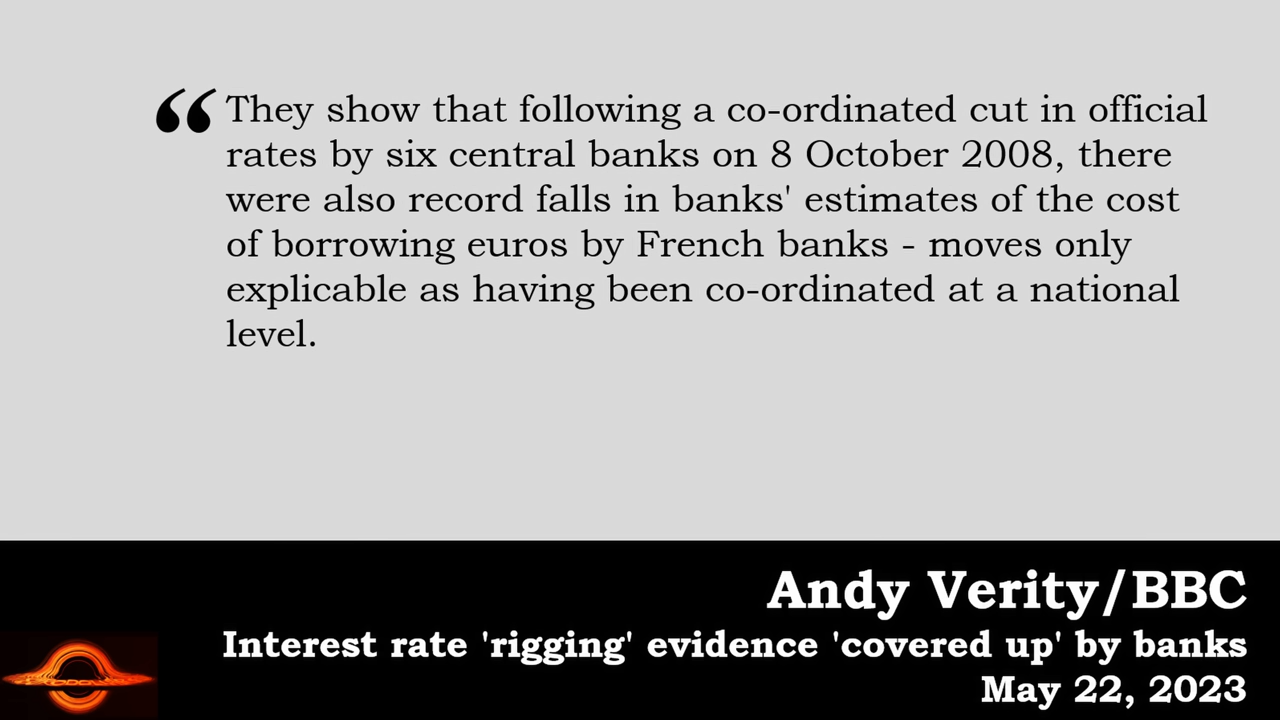 “They show that following a co-ordinated cut in official
rates by six central banks on 8 October 2008, there
were also record falls in banks' estimates of the cost
of borrowing euros by French banks - moves only
explicable as having been co-ordinated at a national
level.
Andy Verity/BBC
Interest rate 'rigging' evidence 'covered up' by banks
May 22, 2023